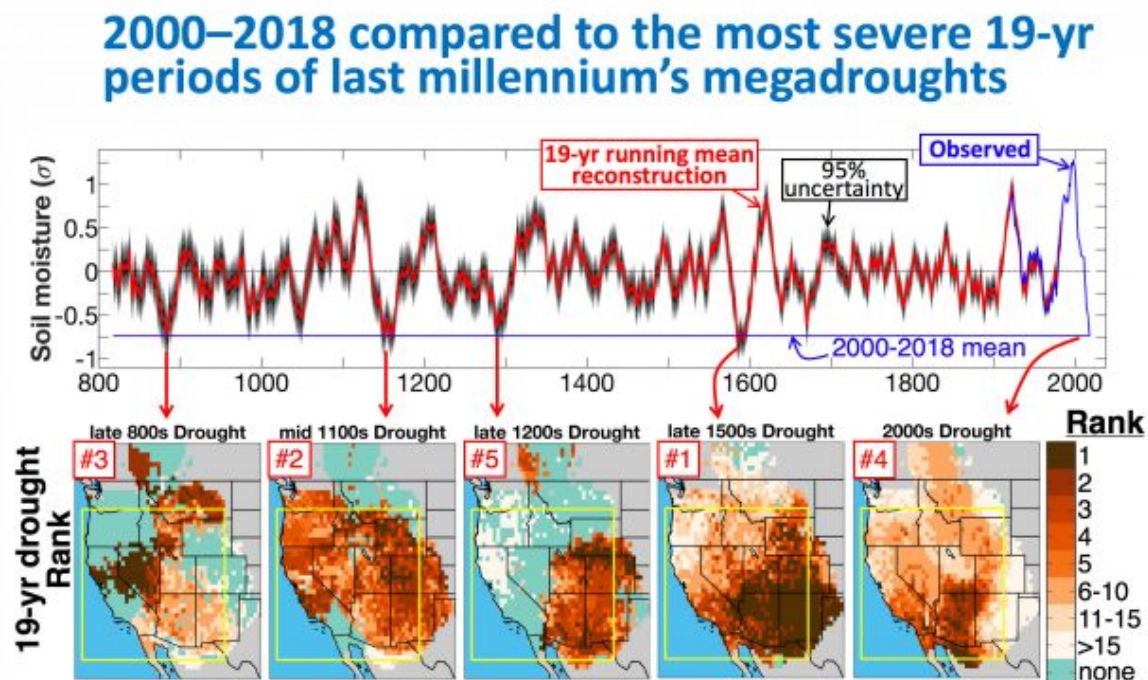 2000–2018 compared to the most severe 19-yr
periods of last millennium's megadroughts
Soil moisture (σ)
1
0.5
0
-0.5
-1
19-yr running mean
reconstruction
95%
uncertainty
Observed
2000-2018 mean
800
1000
1200
1400
1600
1800
2000
19-yr drought
Rank
late 800s Drought
#3
mid 1100s Drought
#2
late 1200s Drought
#5
late 1500s Drought
#1
2000s Drought
#4
Rank
1
2
3
4
5
6-10
11-15
>15
none